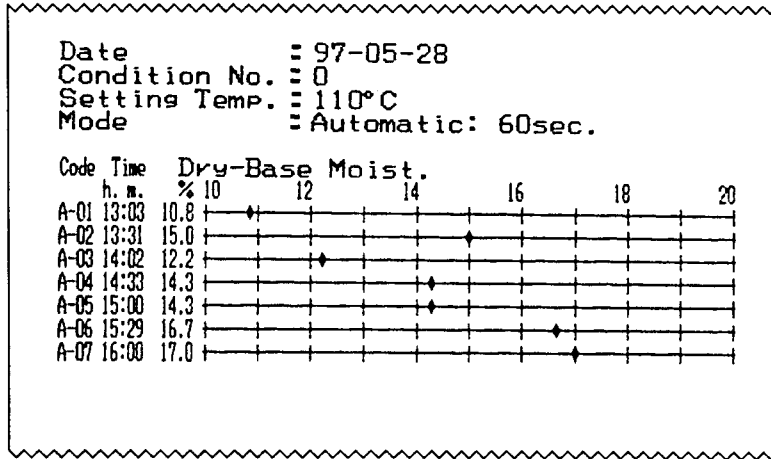 Date : 97-05-28
Condition No. : 0
Setting Temp. : 110°C
Mode : Automatic: 60sec.
Code Time Dry-Base Moist.
h. m. % 10 12 14 16 18 20
A-01 13:03 10.8
A-02 13:31 15.0
A-03 14:02 12.2
A-04 14:33 14.3
A-05 15:00 14.3
A-06 15:29 16.7
A-07 16:00 17.0